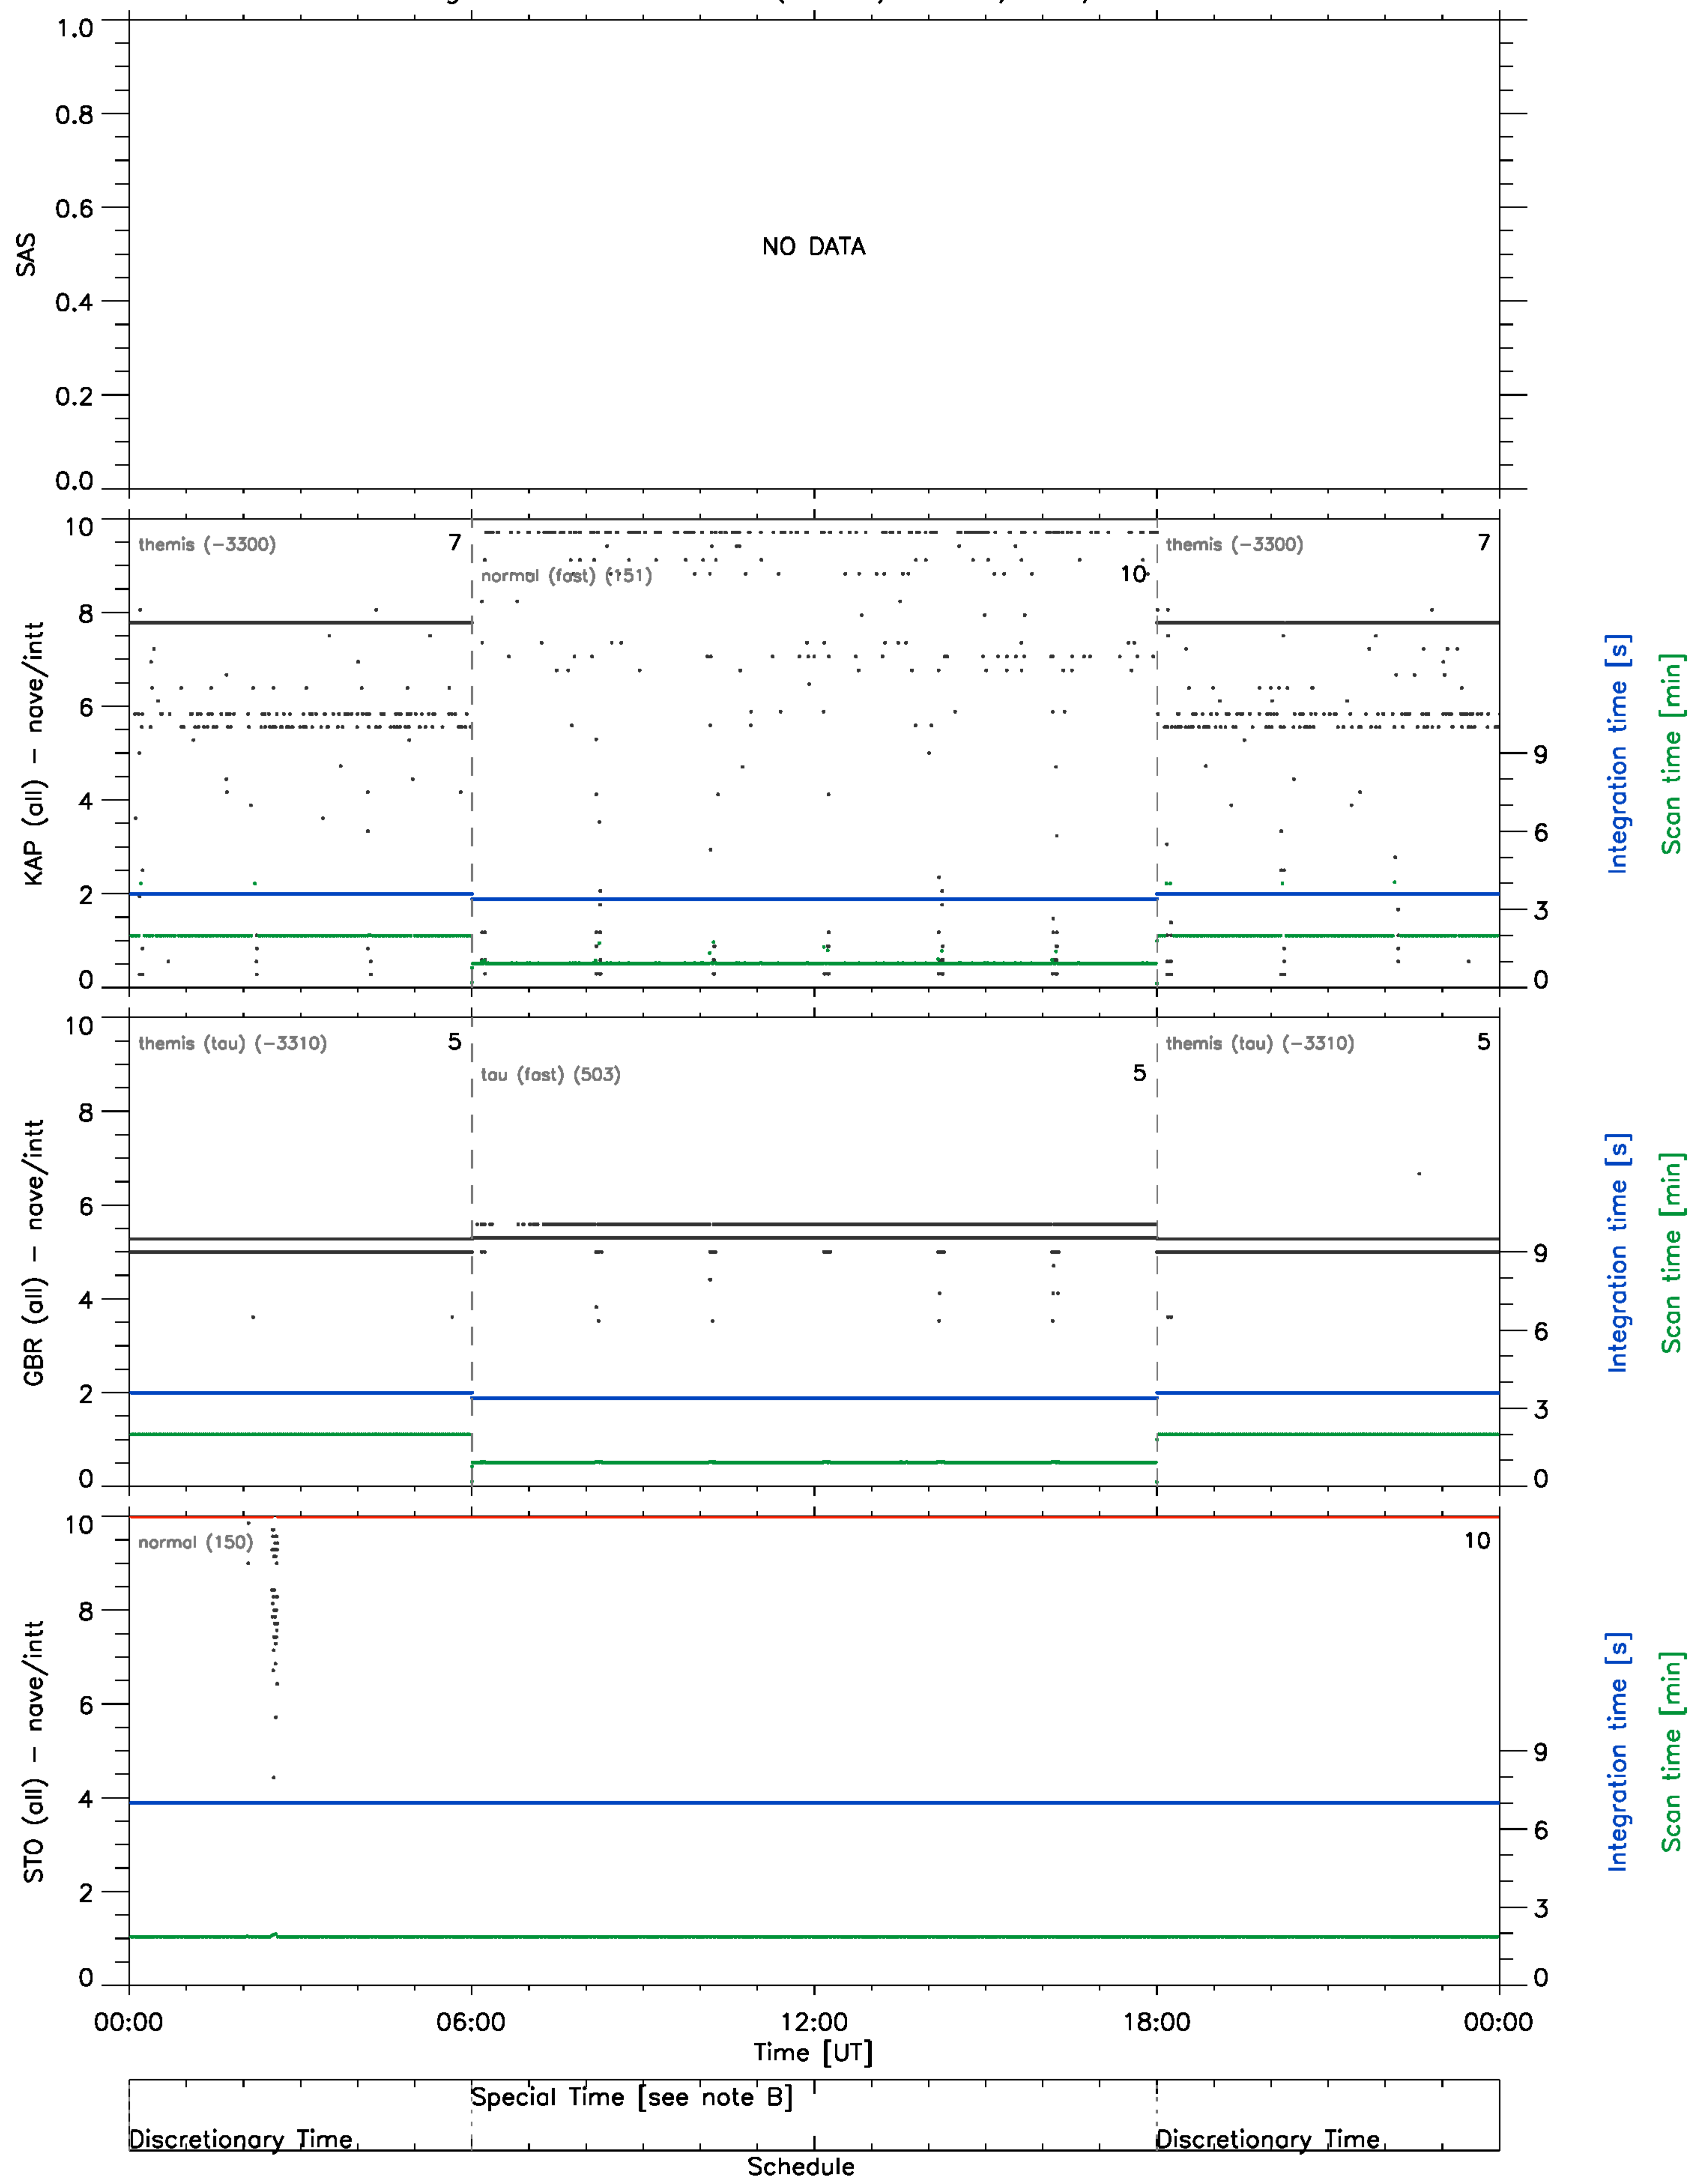 1.0
0.8
0.6
0.4
0.2
0.0
SAS
NO DATA
10
8
6
4
2
0
KAP (all) – nave/intt
themis (−3300)
7
normal (fast) (151)
10
themis (−3300)
7
9
6
3
0
Integration time [s]
Scan time [min]
10
8
6
4
2
0
GBR (all) – nave/intt
themis (tau) (−3310)
5
tau (fast) (503)
5
themis (tau) (−3310)
5
9
6
3
0
Integration time [s]
Scan time [min]
10
8
6
4
2
0
STO (all) – nave/intt
normal (150)
10
9
6
3
0
Integration time [s]
Scan time [min]
00:00 06:00 12:00 18:00 00:00
Time [UT]
Special Time [see note B]
Discretionary Time
Discretionary Time
Schedule